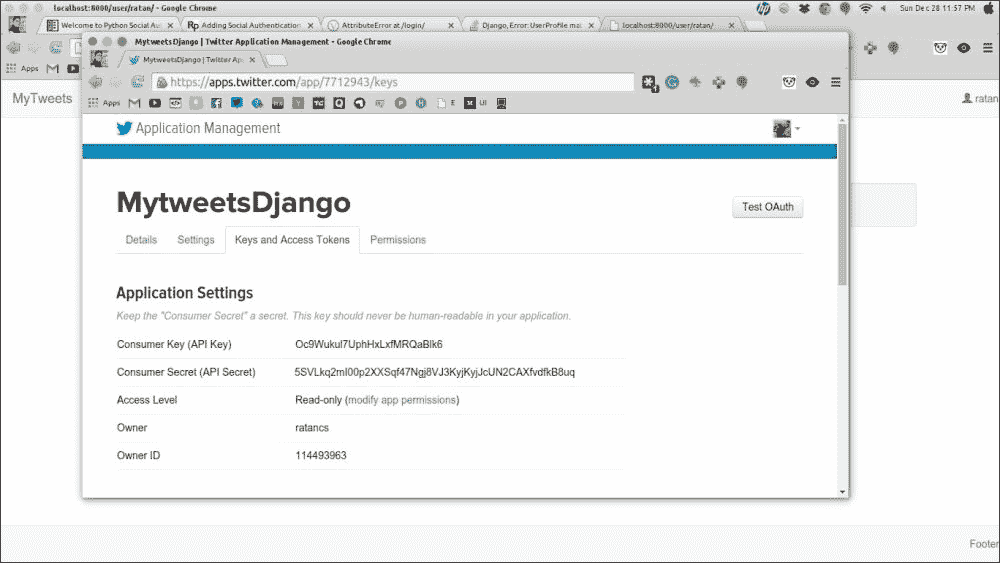 localhost:8000/user/ratan/ - Google Chrome
Sun Dec 28 11:57 PM
Welcome to Python Social Au
Adding Social Authentication
AttributeError at /login/
Django, Error: UserProfile mat
localhost:8000/user/ratan/
MytweetsDjango | Twitter Application Management - Google Chrome
MytweetsDjango | Twitter Ap
https://apps.twitter.com/app/7712943/keys
Apps
Apps
E
UI
MyTweets
ratan
Application Management
MytweetsDjango
Test OAuth
Details Settings Keys and Access Tokens Permissions
Application Settings
Keep the "Consumer Secret" a secret. This key should never be human-readable in your application.
Consumer Key (API Key) Oc9Wukul7UphHxLxfMRQaBlk6
Consumer Secret (API Secret) 5SVLkq2ml00p2XXSqf47Ngj8VJ3KyjKyjJcUN2CAXfvdfkB8uq
Access Level Read-only (modify app permissions)
Owner ratancs
Owner ID 114493963
Footer